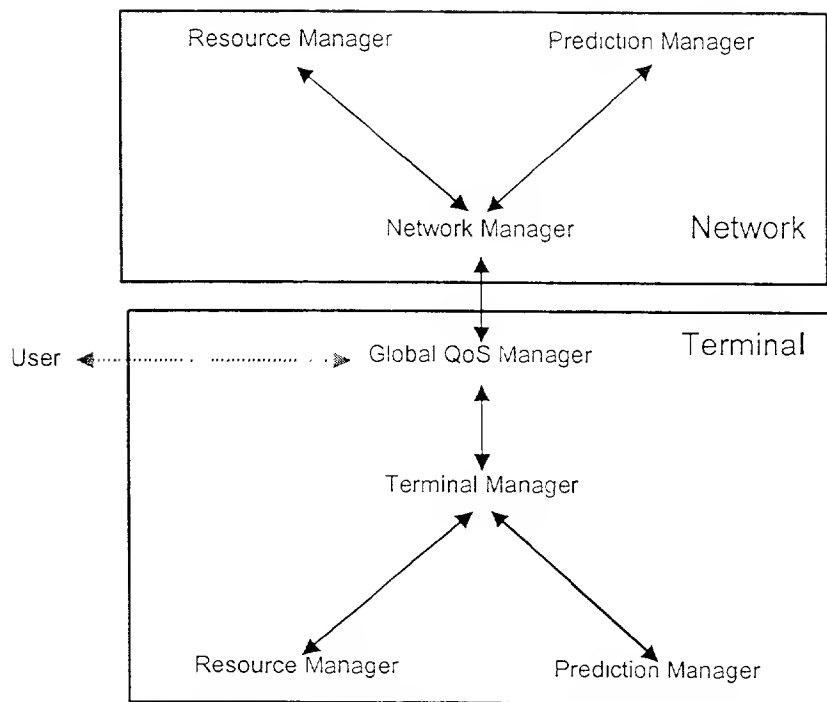 Resource Manager
Prediction Manager
Network Manager
Network
Terminal
User
Global QoS Manager
Terminal Manager
Resource Manager
Prediction Manager